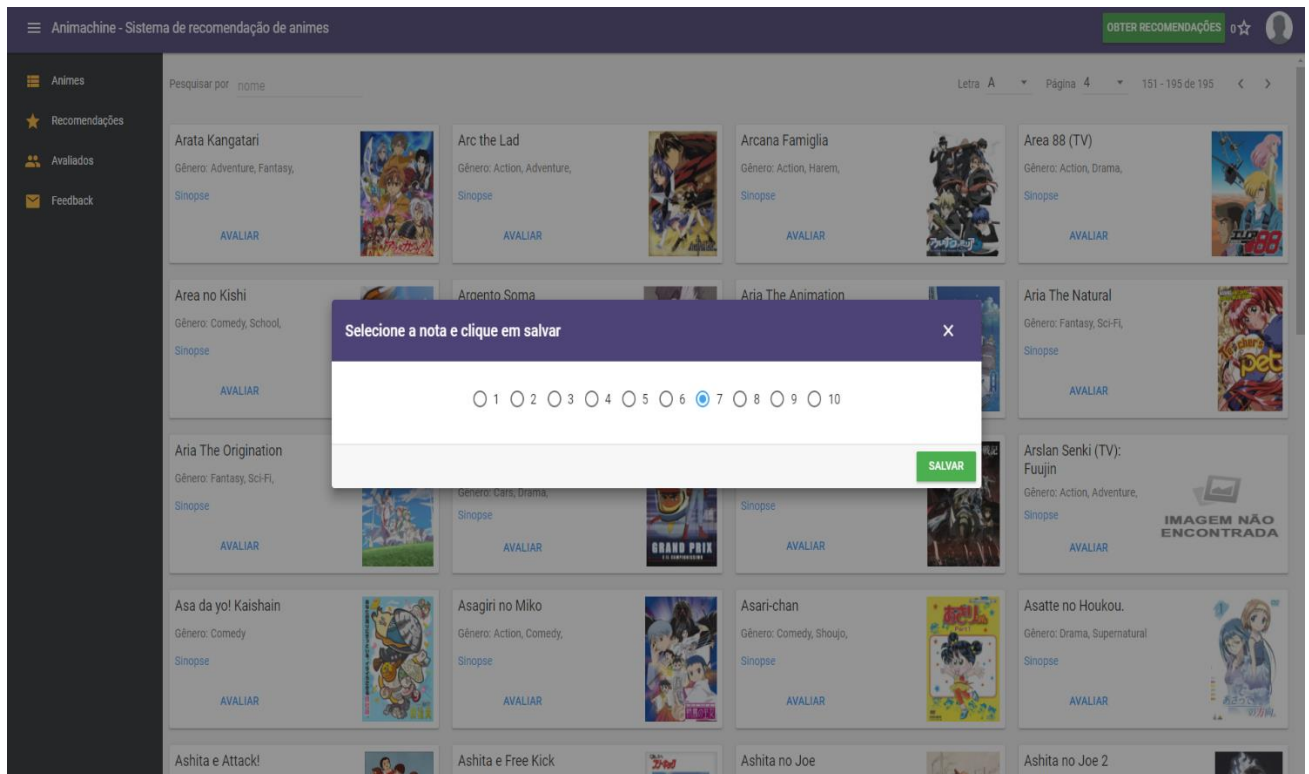 Animachine - Sistema de recomendação de animes
OBTER RECOMENDAÇÕES 0
Animes
Recomendações
Avaliados
Feedback
Pesquisar por nome
Letra A Página 4 151 - 195 de 195
Arata Kangatari
Gênero: Adventure, Fantasy,
Sinopse
AVALIAR
Arc the Lad
Gênero: Action, Adventure,
Sinopse
AVALIAR
Arcana Famiglia
Gênero: Action, Harem,
Sinopse
AVALIAR
Area 88 (TV)
Gênero: Action, Drama,
Sinopse
AVALIAR
88
Area no Kishi
Gênero: Comedy, School,
Sinopse
AVALIAR
Argento Soma
Aria The Animation
Aria The Natural
Gênero: Fantasy, Sci-Fi,
Sinopse
AVALIAR
Teacher's
pet
Selecione a nota e clique em salvar
1 2 3 4 5 6 7 8 9 10
SALVAR
Aria The Origination
Gênero: Fantasy, Sci-Fi,
Sinopse
AVALIAR
Gênero: Cars, Drama,
Sinopse
AVALIAR
GRAND PRIX
Sinopse
AVALIAR
戦記
Arslan Senki (TV):
Fuujin
Gênero: Action, Adventure,
Sinopse
AVALIAR
IMAGEM NÃO
ENCONTRADA
Asa da yo! Kaishain
Gênero: Comedy
Sinopse
AVALIAR
Asagiri no Miko
Gênero: Action, Comedy,
Sinopse
AVALIAR
Asari-chan
Gênero: Comedy, Shoujo,
Sinopse
AVALIAR
Asatte no Houkou.
Gênero: Drama, Supernatural
Sinopse
AVALIAR
Ashita e Attack!
Ashita e Free Kick
Ashita no Joe
Ashita no Joe 2